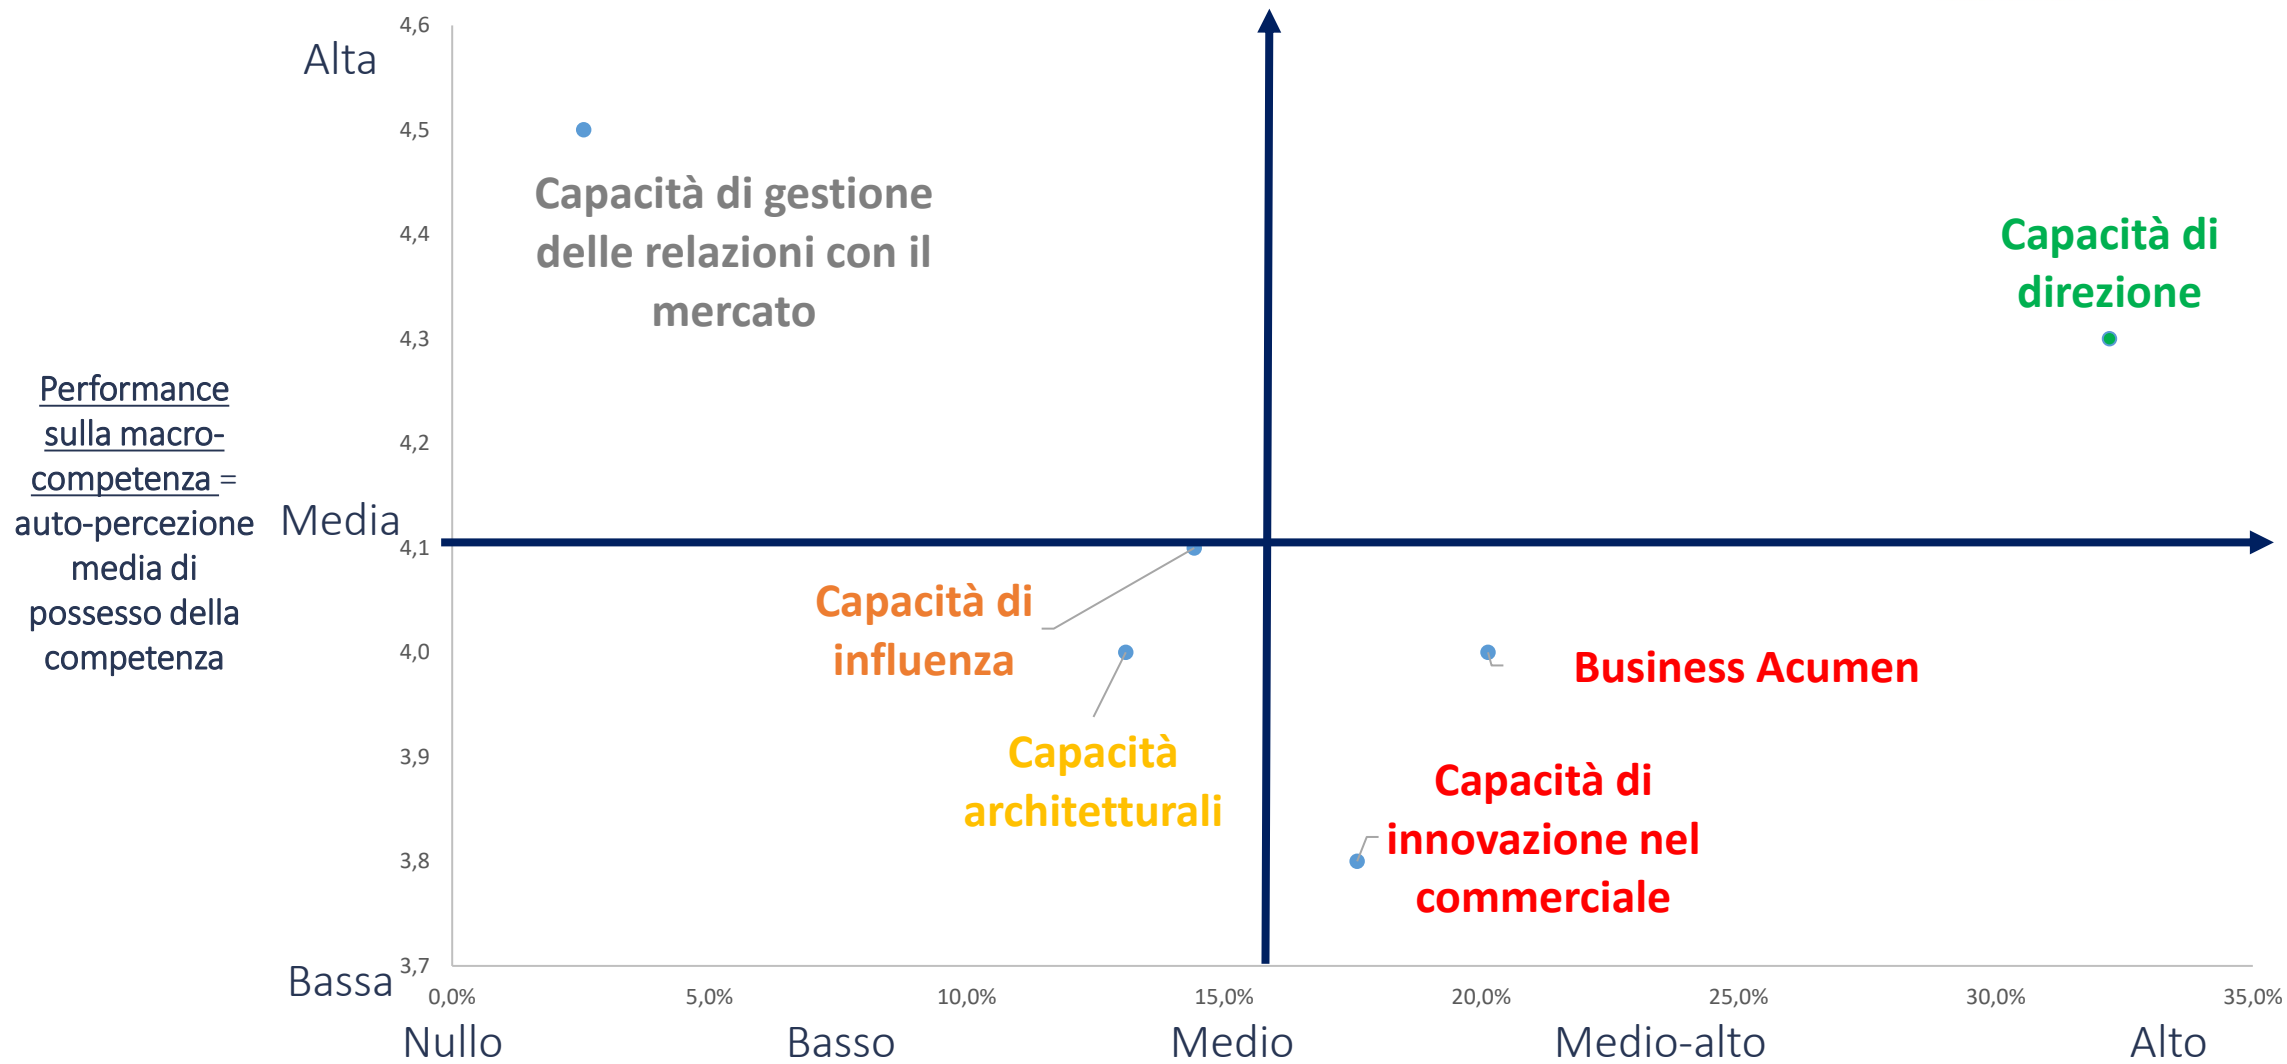 4,6
Alta
4,5
Capacità di gestione
delle relazioni con il
mercato
4,4
Capacità di
direzione
4,3
Performance
sulla macro-
competenza =
auto-percezione
media di
possesso della
competenza
4,2
Media
4,1
Capacità di
influenza
4,0
Business Acumen
3,9
Capacità
architetturali
Capacità di
innovazione nel
commerciale
3,8
3,7
Bassa
0,0% 5,0% 10,0% 15,0% 20,0% 25,0% 30,0% 35,0%
Nullo Basso Medio Medio-alto Alto